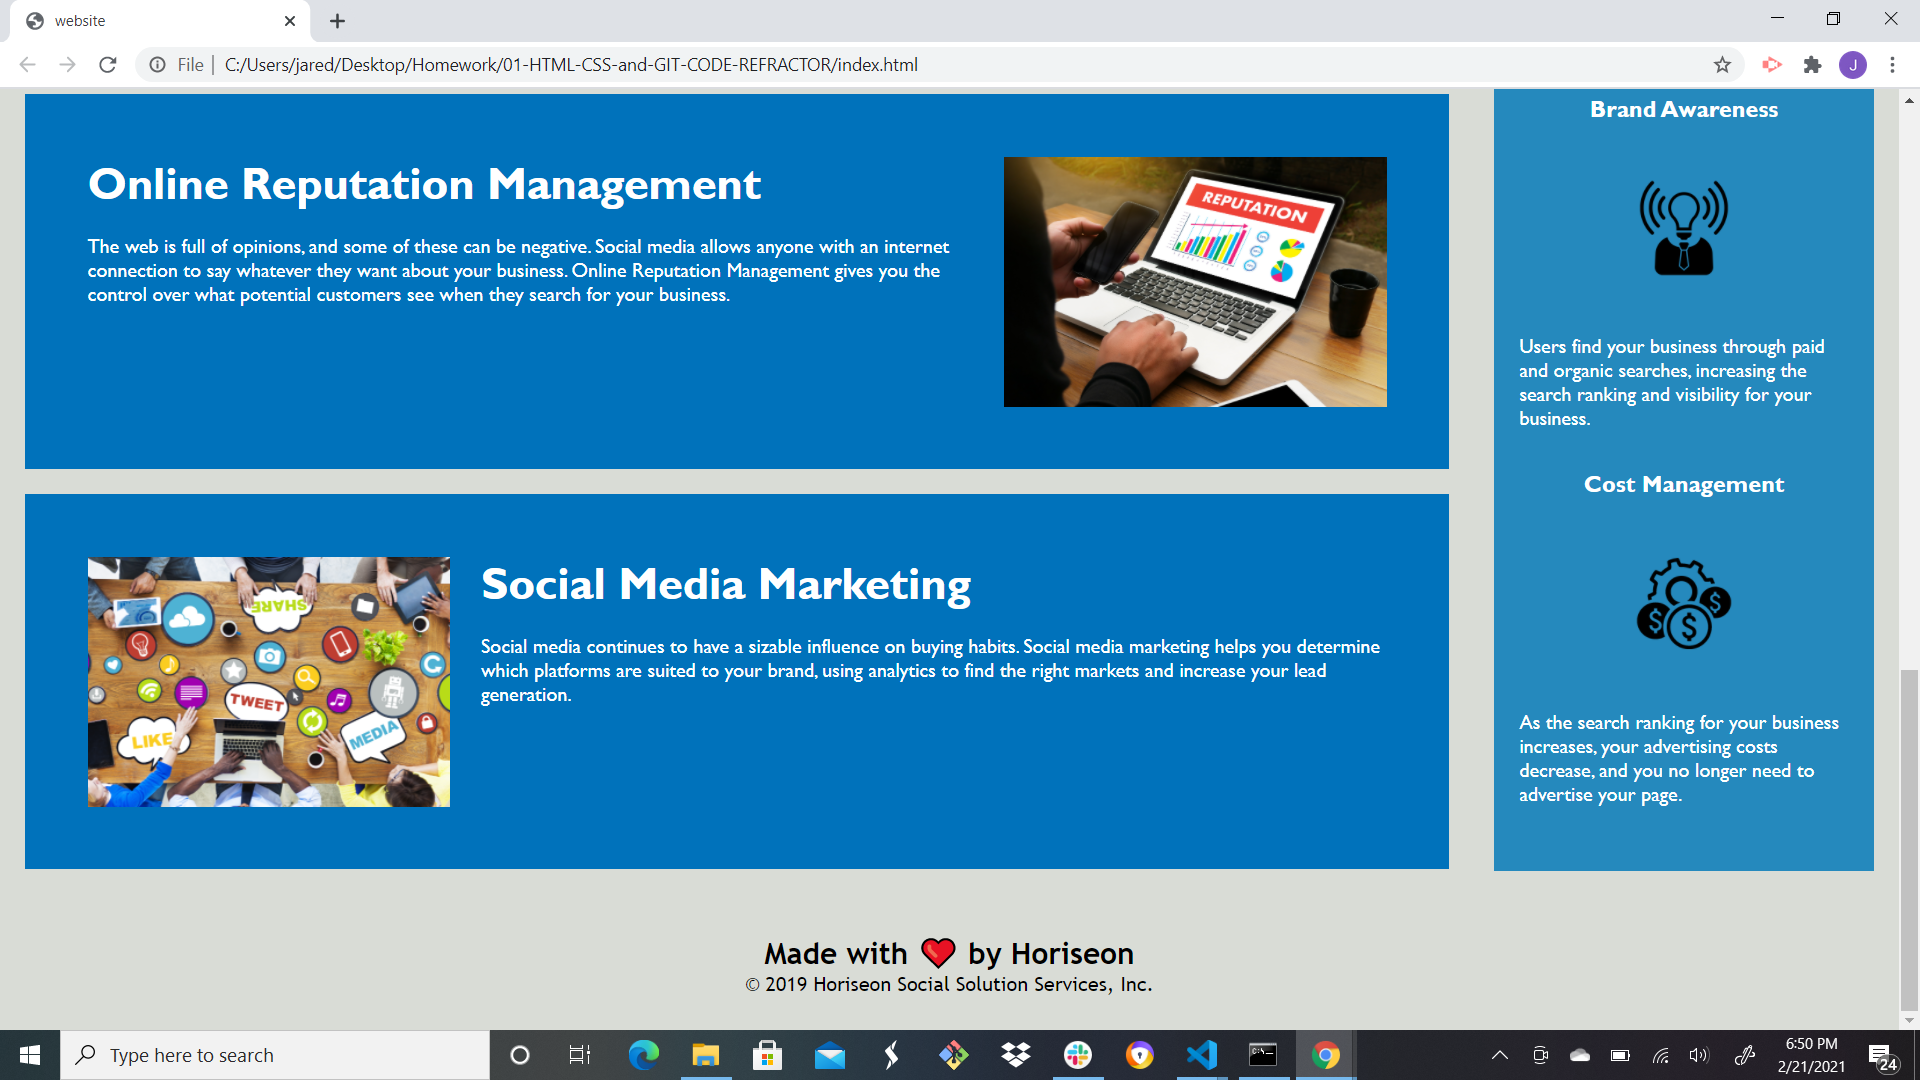 website
File
C:/Users/jared/Desktop/Homework/01-HTML-CSS-and-GIT-CODE-REFRACTOR/index.html
J
Online Reputation Management
The web is full of opinions, and some of these can be negative. Social media allows anyone with an internet
connection to say whatever they want about your business. Online Reputation Management gives you the
control over what potential customers see when they search for your business.
REPUTATION
Social Media Marketing
Social media continues to have a sizable influence on buying habits. Social media marketing helps you determine
which platforms are suited to your brand, using analytics to find the right markets and increase your lead
generation.
SHARE
TWEET
LIKE
MEDIA
Brand Awareness
Users find your business through paid
and organic searches, increasing the
search ranking and visibility for your
business.
Cost Management
$ $ $
As the search ranking for your business
increases, your advertising costs
decrease, and you no longer need to
advertise your page.
Made with ❤ by Horiseon
© 2019 Horiseon Social Solution Services, Inc.
Type here to search
6:50 PM
2/21/2021
24